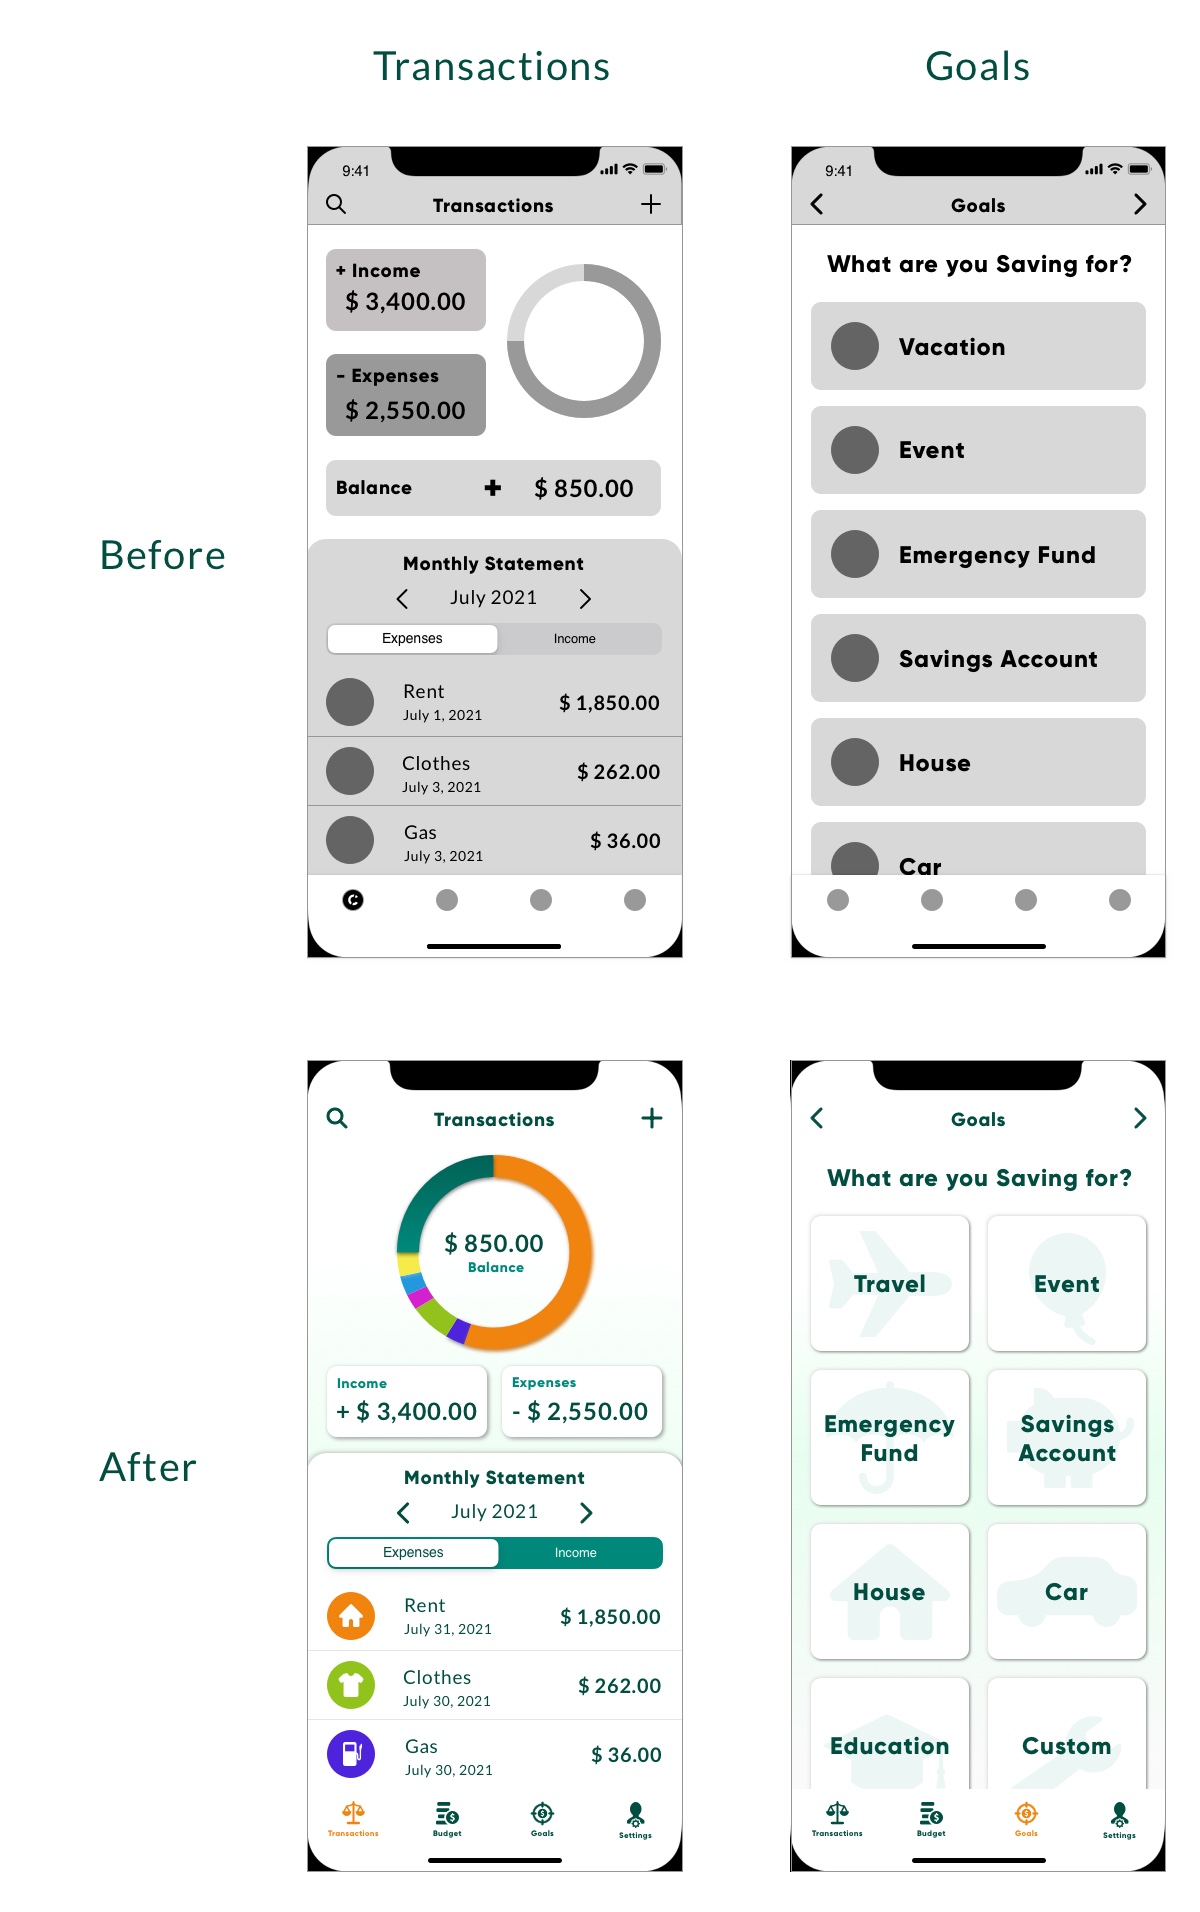 Transactions
Goals
Before
9:41
Transactions
+ Income
$ 3,400.00
- Expenses
$ 2,550.00
Balance + $ 850.00
Monthly Statement
July 2021
Expenses Income
Rent
July 1, 2021
$ 1,850.00
Clothes
July 3, 2021
$ 262.00
Gas
July 3, 2021
$ 36.00
9:41
Goals
What are you Saving for?
Vacation
Event
Emergency Fund
Savings Account
House
Car
After
Transactions
$ 850.00
Balance
Income
+ $ 3,400.00
Expenses
- $ 2,550.00
Monthly Statement
July 2021
Expenses Income
Rent
July 31, 2021
$ 1,850.00
Clothes
July 30, 2021
$ 262.00
Gas
July 30, 2021
$ 36.00
Transactions Budget Goals Settings
Goals
What are you Saving for?
Travel
Event
Emergency
Fund
Savings
Account
House
Car
Education
Custom
Transactions Budget Goals Settings